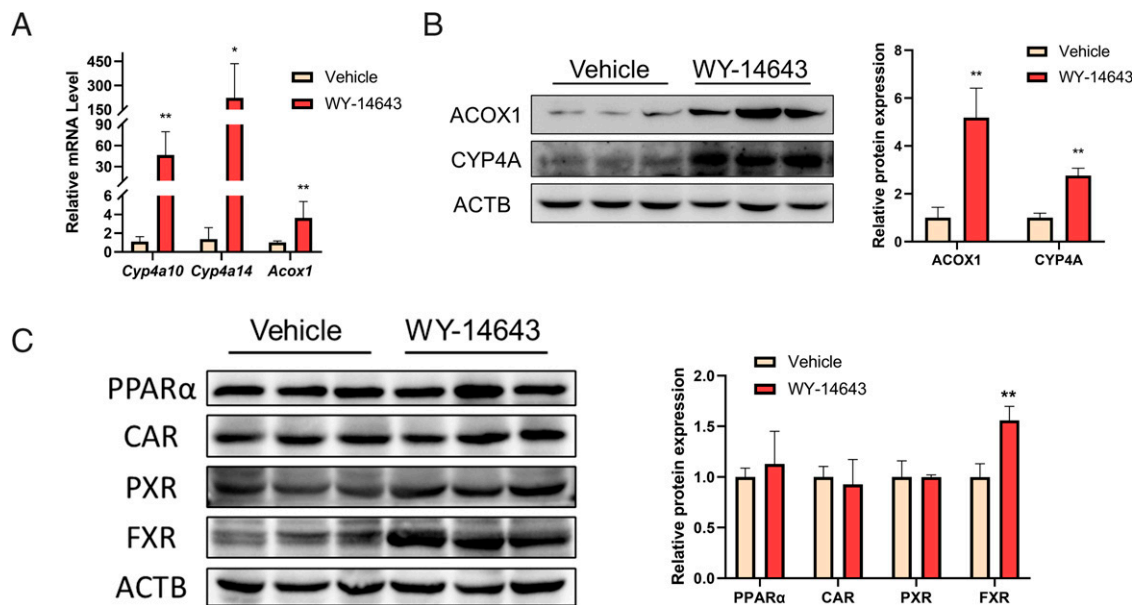 A
Relative mRNA Level
450
350
250
150
90
60
30
6
4
2
0
**
*
**
Vehicle
WY-14643
Cyp4a10 Cyp4a14 Acox1
B
Vehicle WY-14643
ACOX1
CYP4A
ACTB
Relative protein expression
8
6
4
2
0
**
**
Vehicle
WY-14643
ACOX1 CYP4A
C
Vehicle WY-14643
PPARα
CAR
PXR
FXR
ACTB
Relative protein expression
2.0
1.5
1.0
0.5
0.0
Vehicle
WY-14643
**
PPARα CAR PXR FXR